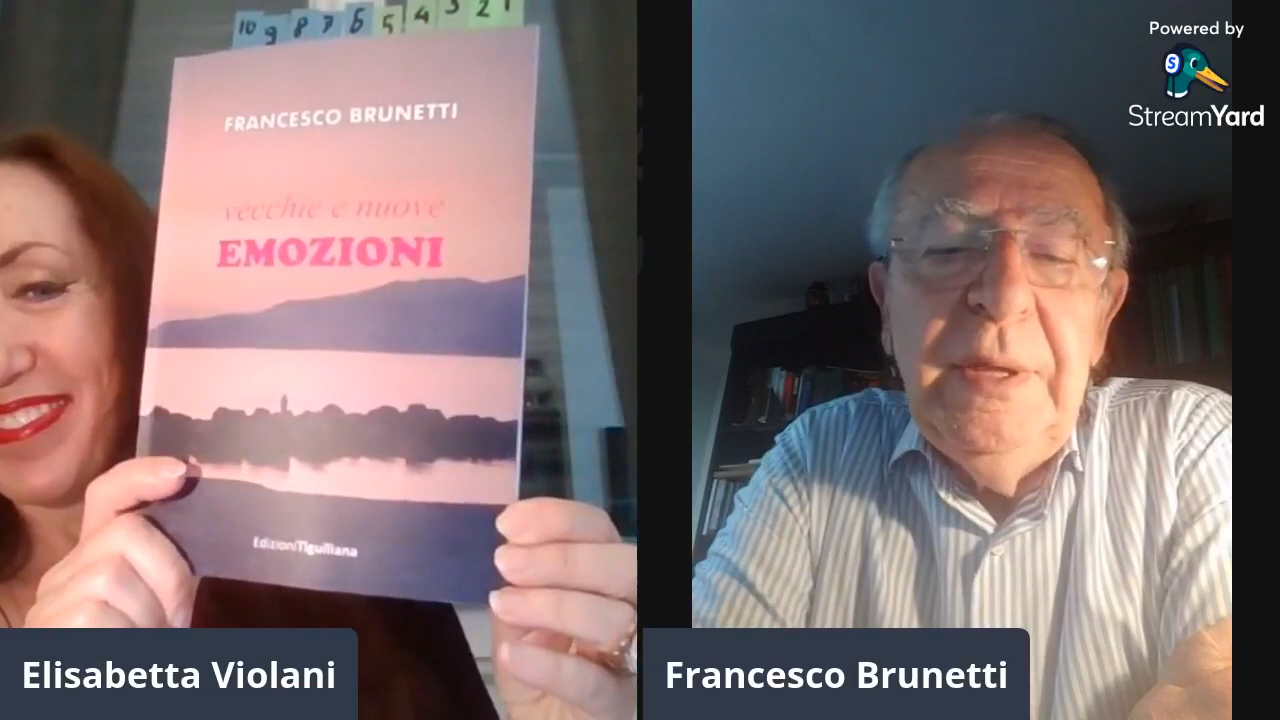 10 9 8 7 6 5 4 3 2 1
FRANCESCO BRUNETTI
vecchie e nuove
EMOZIONI
EdizioniTigulliana
Elisabetta Violani
Powered by
S
StreamYard
Francesco Brunetti